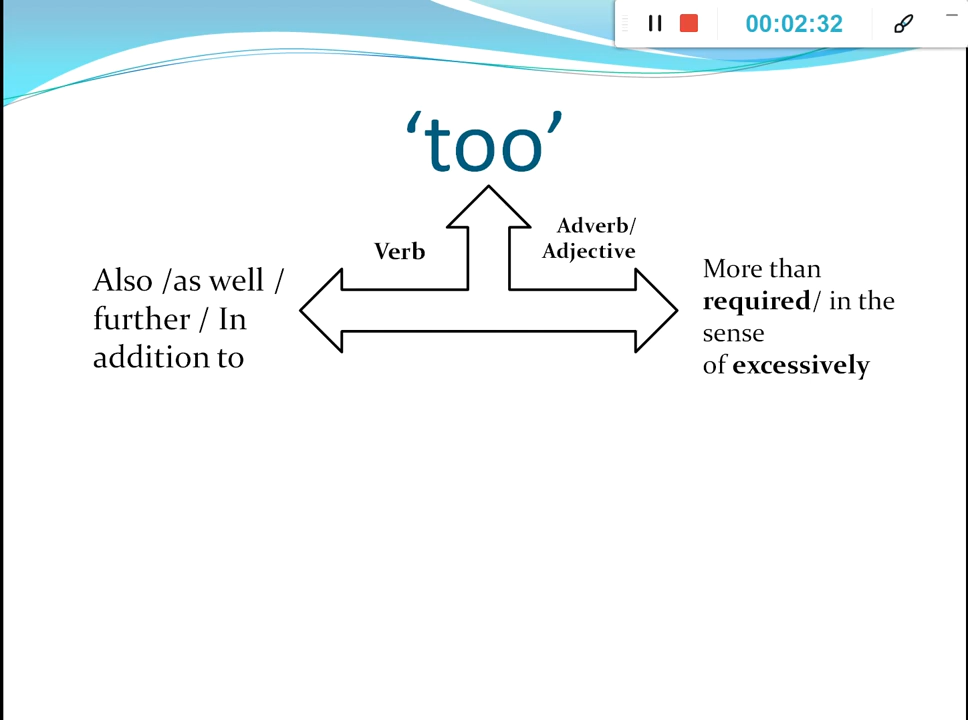 00:02:32
‘too’
Verb
Adverb/
Adjective
Also /as well /
further / In
addition to
More than
required/ in the
sense
of excessively